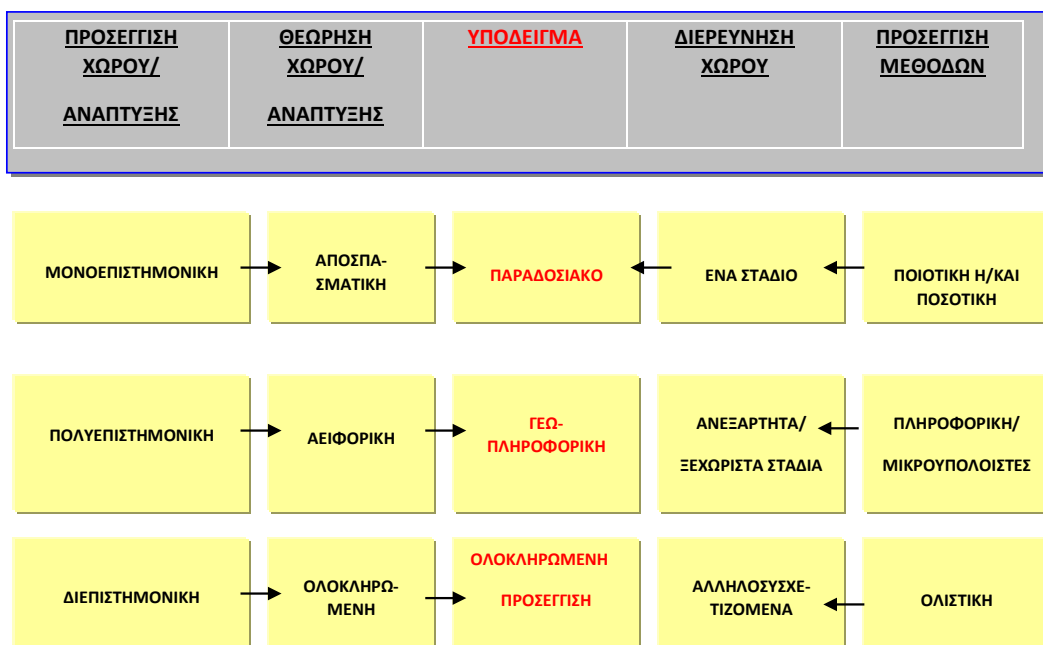 ΠΡΟΣΕΓΓΙΣΗ
ΧΩΡΟΥ/
ΑΝΑΠΤΥΞΗΣ
ΘΕΩΡΗΣΗ
ΧΩΡΟΥ/
ΑΝΑΠΤΥΞΗΣ
ΥΠΟΔΕΙΓΜΑ
ΔΙΕΡΕΥΝΗΣΗ
ΧΩΡΟΥ
ΠΡΟΣΕΓΓΙΣΗ
ΜΕΘΟΔΩΝ
ΜΟΝΟΕΠΙΣΤΗΜΟΝΙΚΗ
ΑΠΟΣΠΑ-
ΣΜΑΤΙΚΗ
ΠΑΡΑΔΟΣΙΑΚΟ
ΕΝΑ ΣΤΑΔΙΟ
ΠΟΙΟΤΙΚΗ Η/ΚΑΙ
ΠΟΣΟΤΙΚΗ
ΠΟΛΥΕΠΙΣΤΗΜΟΝΙΚΗ
ΑΕΙΦΟΡΙΚΗ
ΓΕΩ-
ΠΛΗΡΟΦΟΡΙΚΗ
ΑΝΕΞΑΡΤΗΤΑ/
ΞΕΧΩΡΙΣΤΑ ΣΤΑΔΙΑ
ΠΛΗΡΟΦΟΡΙΚΗ/
ΜΙΚΡΟΥΠΟΛΟΙΣΤΕΣ
ΔΙΕΠΙΣΤΗΜΟΝΙΚΗ
ΟΛΟΚΛΗΡΩ-
ΜΕΝΗ
ΟΛΟΚΛΗΡΩΜΕΝΗ
ΠΡΟΣΕΓΓΙΣΗ
ΑΛΛΗΛΟΣΥΣΧΕ-
ΤΙΖΟΜΕΝΑ
ΟΛΙΣΤΙΚΗ